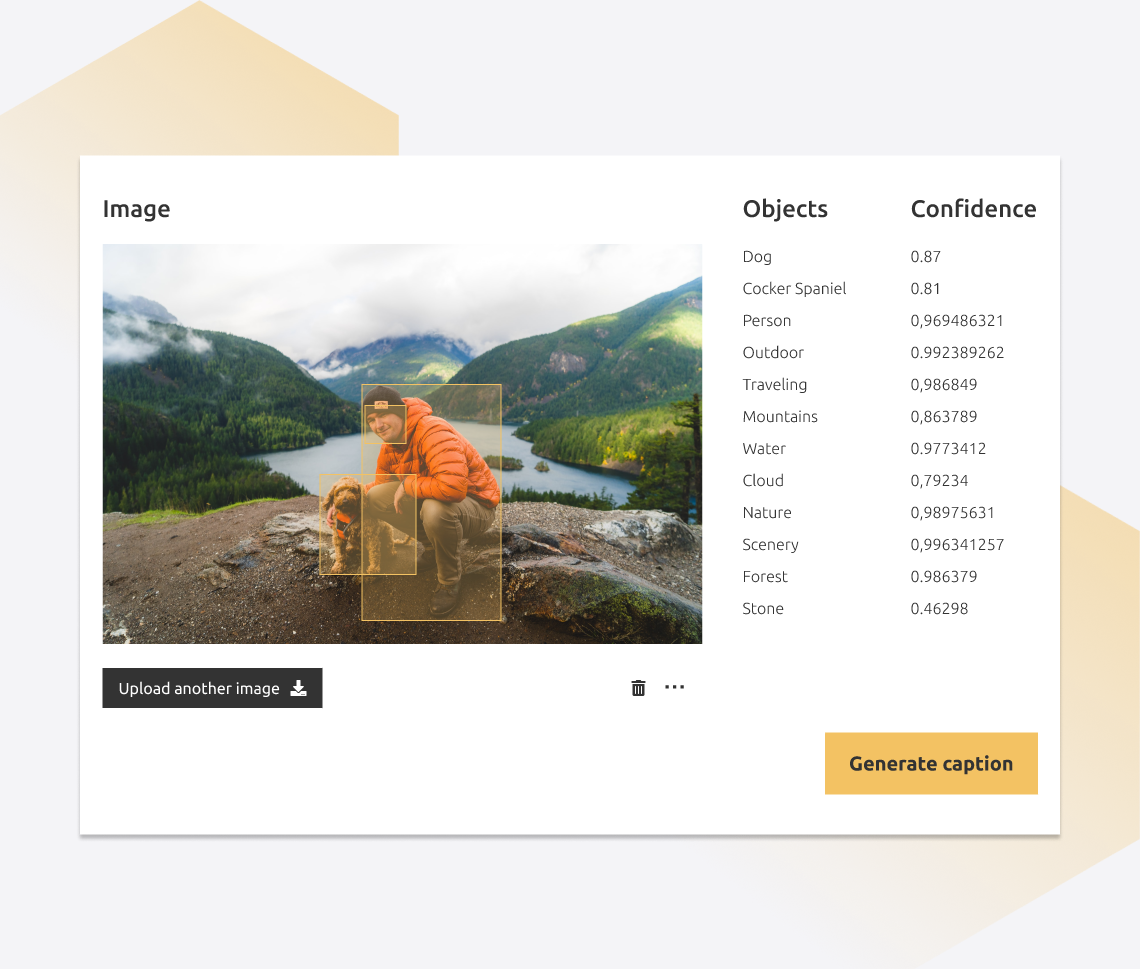 Image
Objects Confidence
Dog 0.87
Cocker Spaniel 0.81
Person 0,969486321
Outdoor 0.992389262
Traveling 0,986849
Mountains 0,863789
Water 0.9773412
Cloud 0,79234
Nature 0,98975631
Scenery 0,996341257
Forest 0.986379
Stone 0.46298
Upload another image
Generate caption